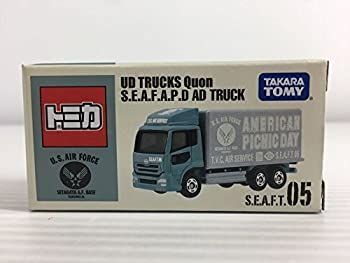 UD TRUCKS Quon
S.E.A.F.A.P.D AD TRUCK
TAKARA
TOMY
トミカ
U.S. AIR FORCE
SETAGAYA A.F. BASE
S.E.A.F.T.
AMERICAN
PICNIC DAY
T.V.C. AIR SERVICE
S.E.A.F.T. 05
S.E.A.F.T. 05